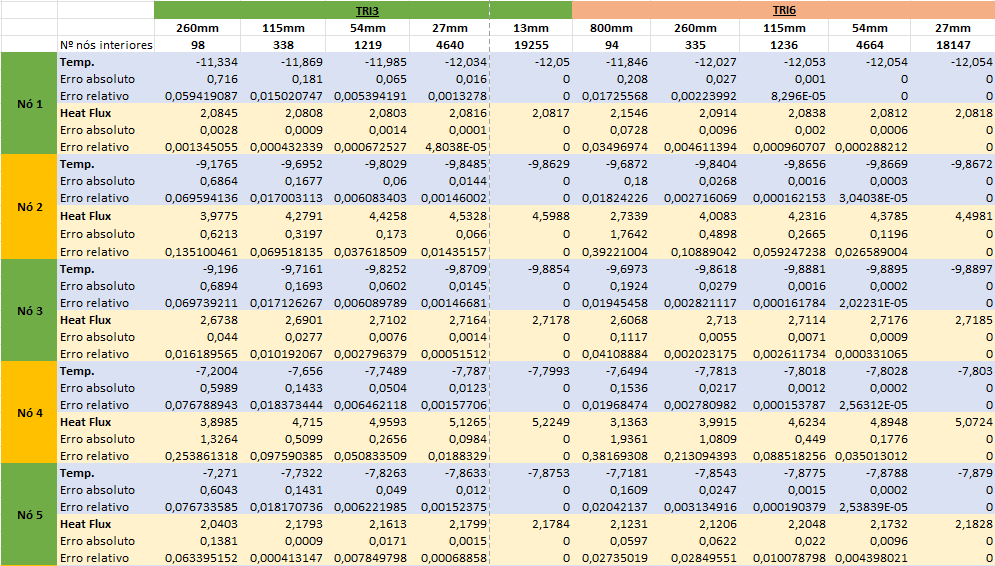 TRI3 TRI6
260mm 115mm 54mm 27mm 13mm 800mm 260mm 115mm 54mm 27mm
Nº nós interiores 98 338 1219 4640 19255 94 335 1236 4664 18147
Nó 1
Temp. -11,334 -11,869 -11,985 -12,034 -12,05 -11,846 -12,027 -12,053 -12,054 -12,054
Erro absoluto 0,716 0,181 0,065 0,016 0 0,208 0,027 0,001 0 0
Erro relativo 0,059419087 0,015020747 0,005394191 0,0013278 0 0,01725568 0,00223992 8,296E-05 0 0
Heat Flux 2,0845 2,0808 2,0803 2,0816 2,0817 2,1546 2,0914 2,0838 2,0812 2,0818
Erro absoluto 0,0028 0,0009 0,0014 0,0001 0 0,0728 0,0096 0,002 0,0006 0
Erro relativo 0,001345055 0,000432339 0,000672527 4,8038E-05 0 0,03496974 0,004611394 0,000960707 0,000288212 0
Nó 2
Temp. -9,1765 -9,6952 -9,8029 -9,8485 -9,8629 -9,6872 -9,8404 -9,8656 -9,8669 -9,8672
Erro absoluto 0,6864 0,1677 0,06 0,0144 0 0,18 0,0268 0,0016 0,0003 0
Erro relativo 0,069594136 0,017003113 0,006083403 0,00146002 0 0,01824226 0,002716069 0,000162153 3,04038E-05 0
Heat Flux 3,9775 4,2791 4,4258 4,5328 4,5988 2,7339 4,0083 4,2316 4,3785 4,4981
Erro absoluto 0,6213 0,3197 0,173 0,066 0 1,7642 0,4898 0,2665 0,1196 0
Erro relativo 0,135100461 0,069518135 0,037618509 0,01435157 0 0,39221004 0,10889042 0,059247238 0,026589004 0
Nó 3
Temp. -9,196 -9,7161 -9,8252 -9,8709 -9,8854 -9,6973 -9,8618 -9,8881 -9,8895 -9,8897
Erro absoluto 0,6894 0,1693 0,0602 0,0145 0 0,1924 0,0279 0,0016 0,0002 0
Erro relativo 0,069739211 0,017126267 0,006089789 0,00146681 0 0,01945458 0,002821117 0,000161784 2,02231E-05 0
Heat Flux 2,6738 2,6901 2,7102 2,7164 2,7178 2,6068 2,713 2,7114 2,7176 2,7185
Erro absoluto 0,044 0,0277 0,0076 0,0014 0 0,1117 0,0055 0,0071 0,0009 0
Erro relativo 0,016189565 0,010192067 0,002796379 0,00051512 0 0,04108884 0,002023175 0,002611734 0,000331065 0
Nó 4
Temp. -7,2004 -7,656 -7,7489 -7,787 -7,7993 -7,6494 -7,7813 -7,8018 -7,8028 -7,803
Erro absoluto 0,5989 0,1433 0,0504 0,0123 0 0,1536 0,0217 0,0012 0,0002 0
Erro relativo 0,076788943 0,018373444 0,006462118 0,00157706 0 0,01968474 0,002780982 0,000153787 2,56312E-05 0
Heat Flux 3,8985 4,715 4,9593 5,1265 5,2249 3,1363 3,9915 4,6234 4,8948 5,0724
Erro absoluto 1,3264 0,5099 0,2656 0,0984 0 1,9361 1,0809 0,449 0,1776 0
Erro relativo 0,253861318 0,097590385 0,050833509 0,0188329 0 0,38169308 0,213094393 0,088518256 0,035013012 0
Nó 5
Temp. -7,271 -7,7322 -7,8263 -7,8633 -7,8753 -7,7181 -7,8543 -7,8775 -7,8788 -7,879
Erro absoluto 0,6043 0,1431 0,049 0,012 0 0,1609 0,0247 0,0015 0,0002 0
Erro relativo 0,076733585 0,018170736 0,006221985 0,00152375 0 0,02042137 0,003134916 0,000190379 2,53839E-05 0
Heat Flux 2,0403 2,1793 2,1613 2,1799 2,1784 2,1231 2,1206 2,2048 2,1732 2,1828
Erro absoluto 0,1381 0,0009 0,0171 0,0015 0 0,0597 0,0622 0,022 0,0096 0
Erro relativo 0,063395152 0,000413147 0,007849798 0,00068858 0 0,02735019 0,02849551 0,010078798 0,004398021 0